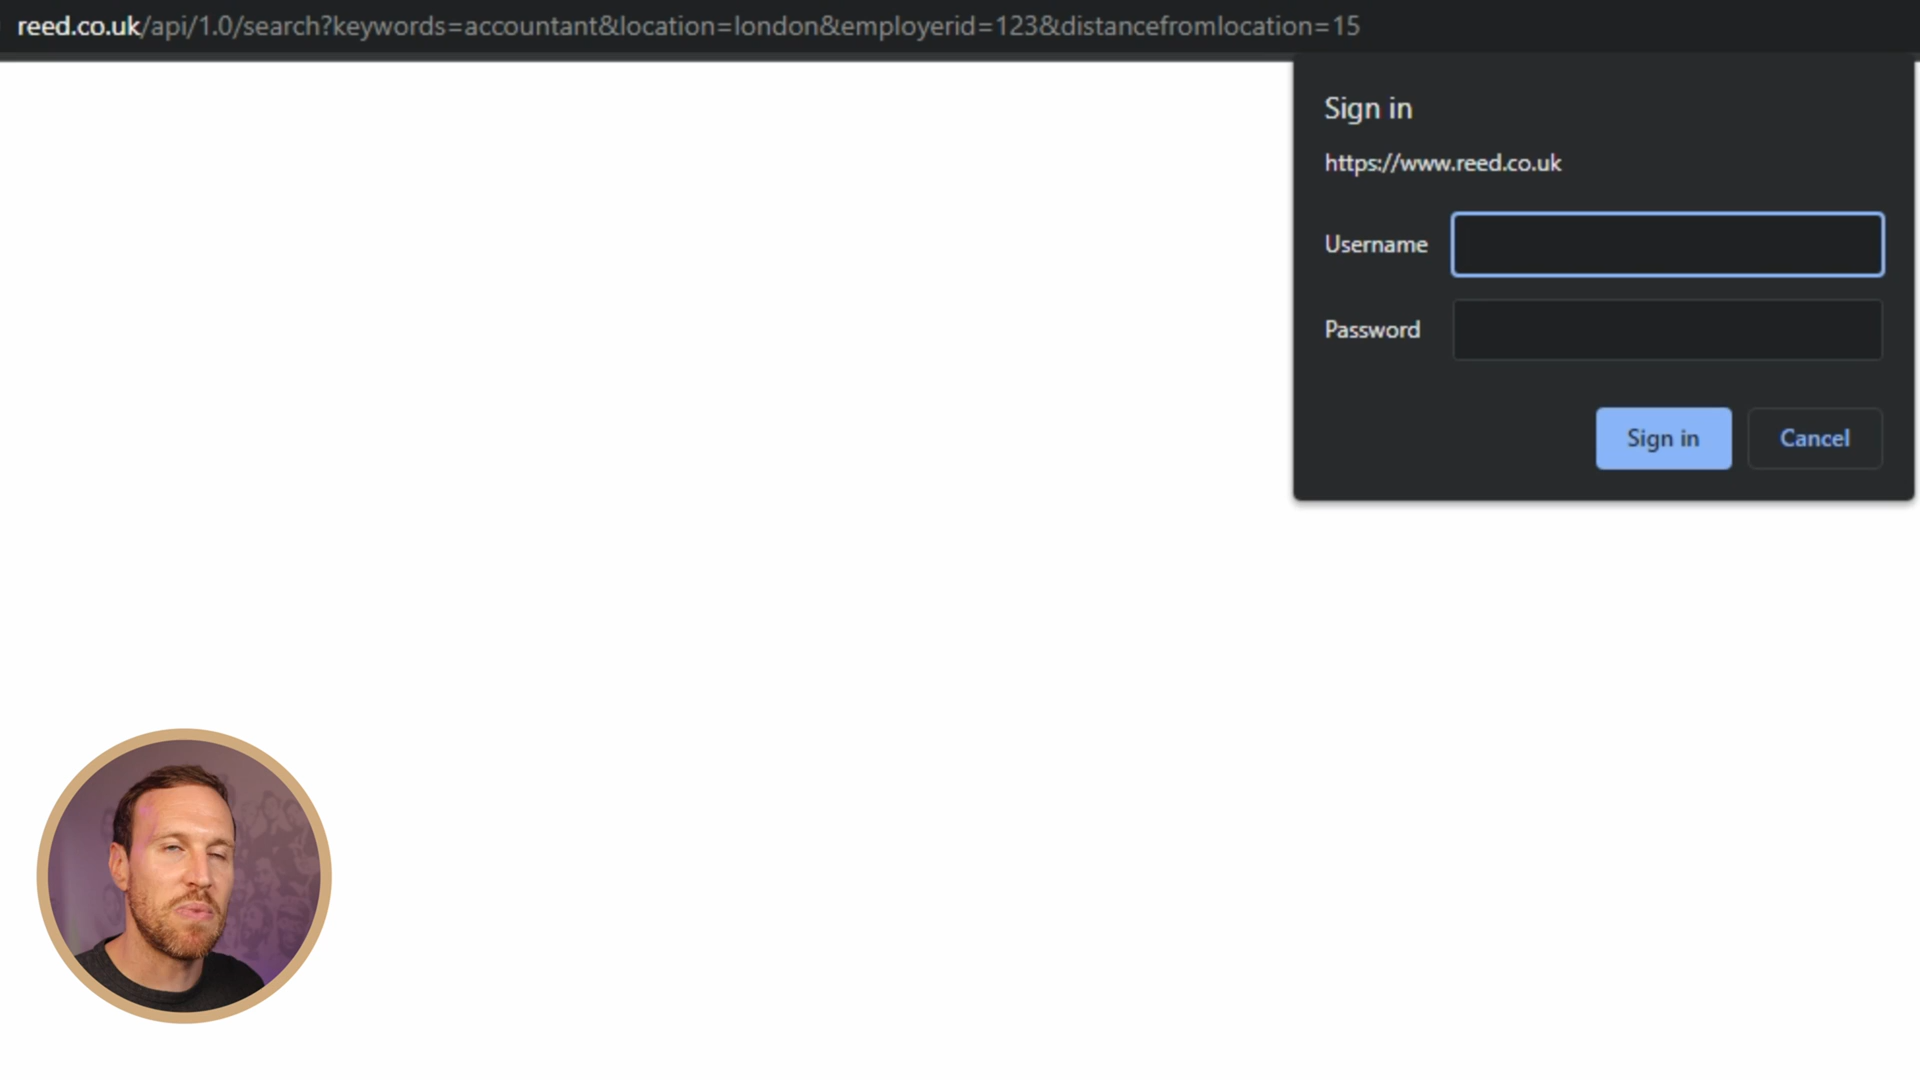 reed.co.uk/api/1.0/search?keywords=accountant&location=london&employerid=123&distancefromlocation=15
Sign in
https://www.reed.co.uk
Username
Password
Sign in Cancel